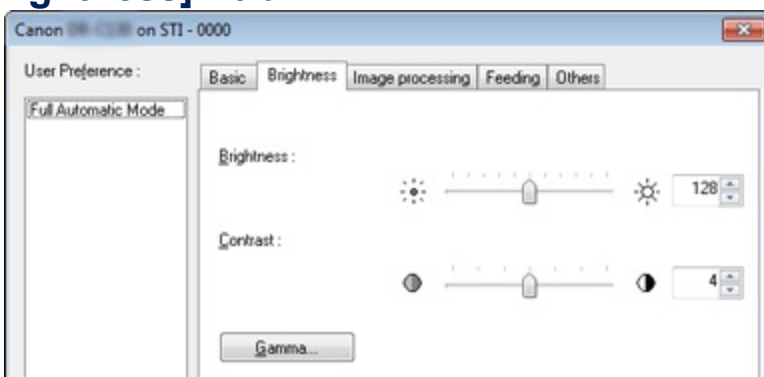 Canon on STI - 0000
User Preference :
Basic Brightness Image processing Feeding Others
Full Automatic Mode
Brightness :
128
Contrast :
4
Gamma...